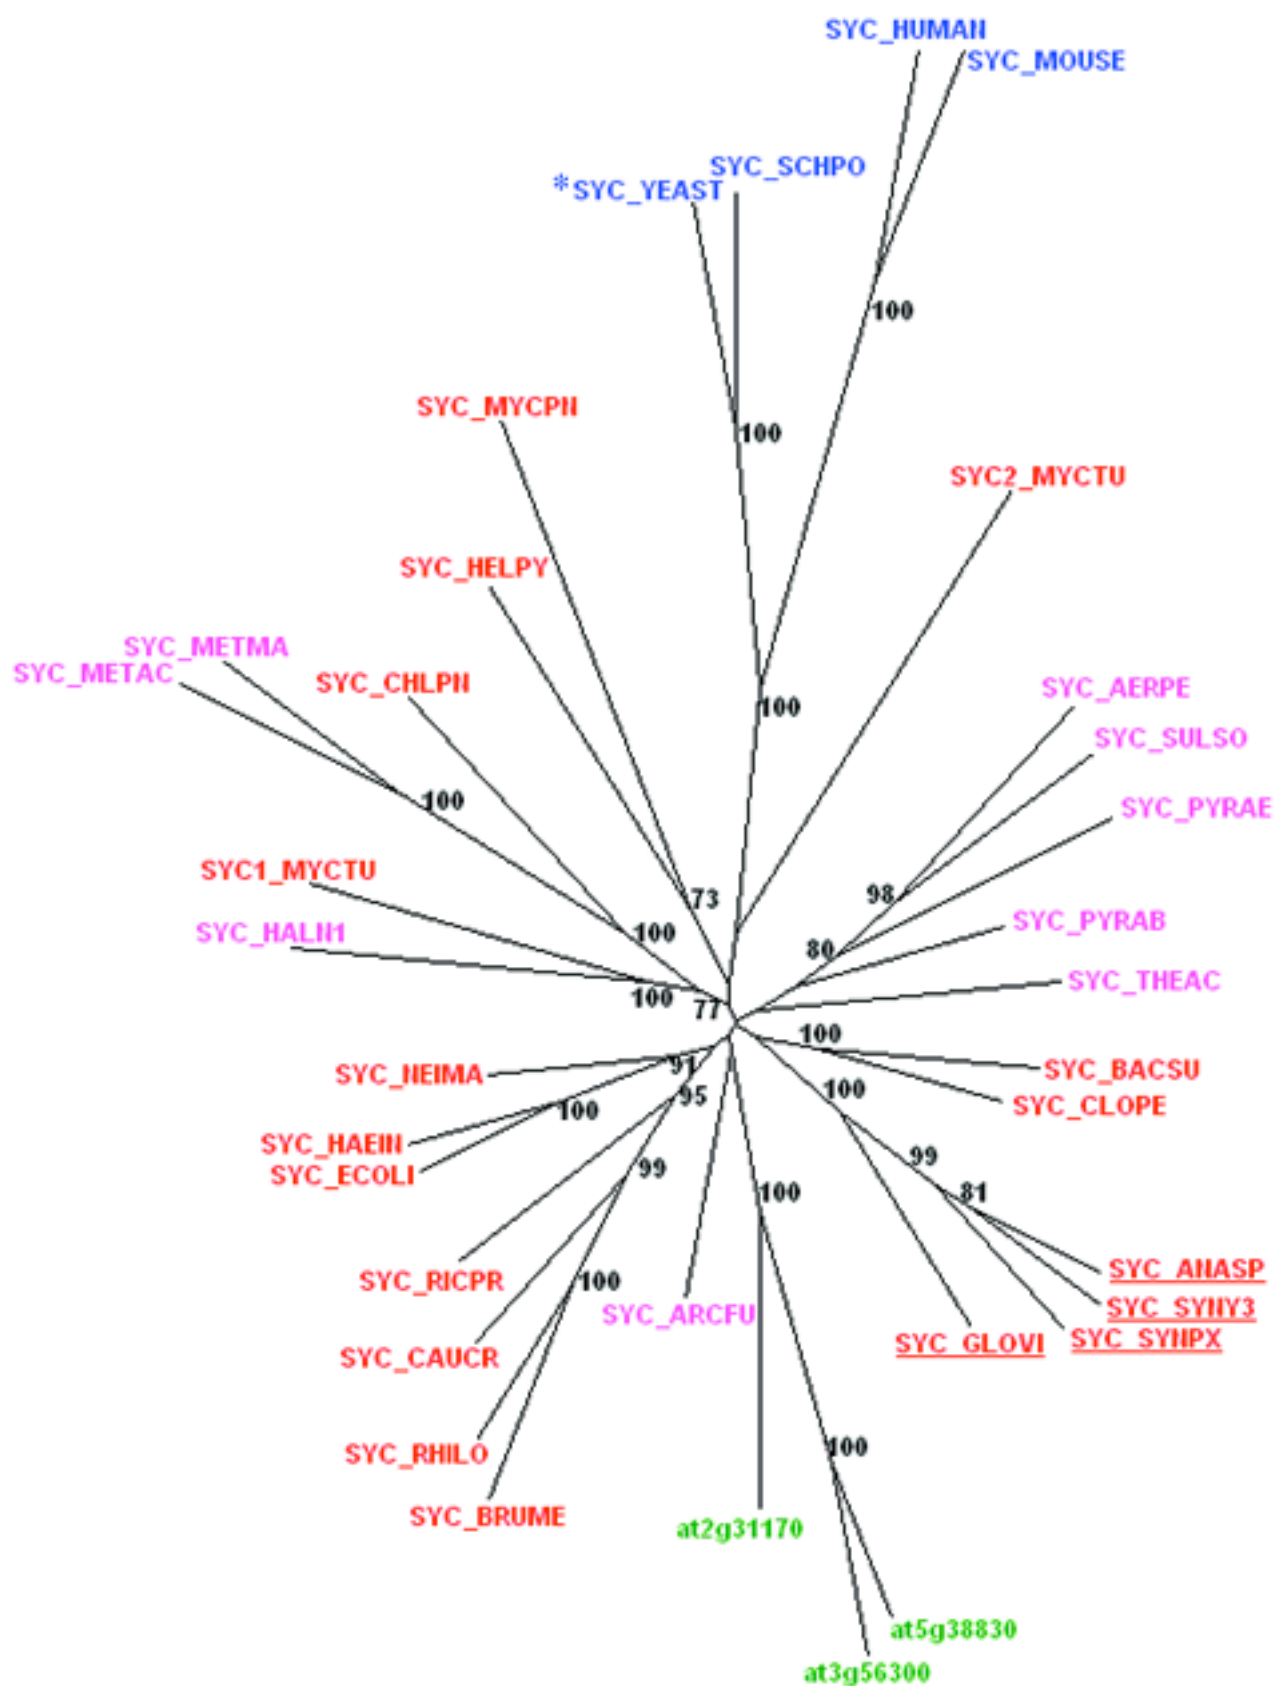 SYC_HUMAN
SYC_MOUSE
SYC_SCHPO
*SYC_YEAST
100
SYC_MYCPN
100
SYC2_MYCTU
SYC_HELPY
SYC_METMA
SYC_METAC
SYC_CHLPN
SYC_AERPE
100
SYC_SULSO
100
SYC_PYRAE
SYC1_MYCTU
73
98
SYC_HALN1
100
SYC_PYRAB
80
SYC_THEAC
100
77
100
SYC_NEIMA
91
SYC_BACSU
100
95
SYC_CLOPE
100
SYC_HAEIN
SYC_ECOLI
99
99
100
81
SYC_RICPR
100
SYC_ARCFU
SYC_ANASP
SYC_SYNY3
SYC_GLOVI
SYC_SYNPX
SYC_CAUCR
SYC_RHILO
100
SYC_BRUME
at2g31170
at5g38830
at3g56300